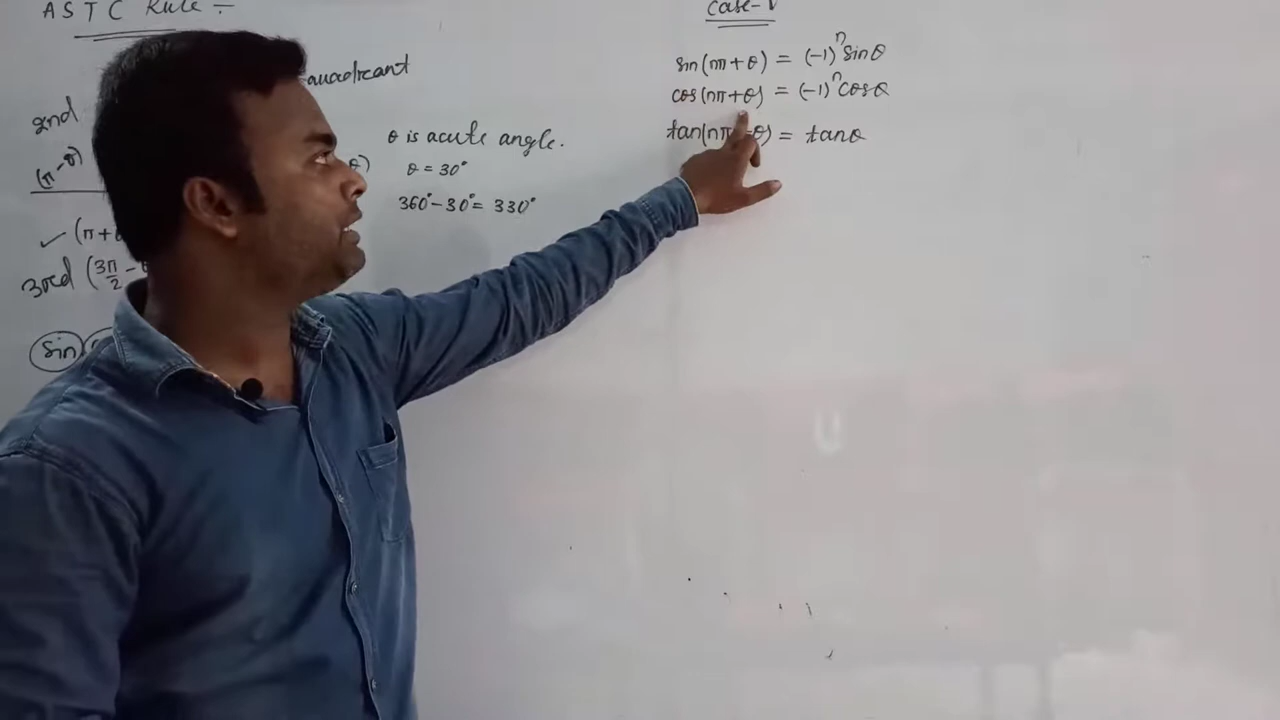 ASTC Rule :-
quadrant
2nd
(π-θ)
θ)
θ is acute angle.
θ = 30°
360° - 30° = 330°
✓ (π+θ
3rd (3π/2 -
sin
Case-V
sin(nπ+θ) = (-1)ⁿ sinθ
cos(nπ+θ) = (-1)ⁿ cosθ
tan(nπ+θ) = tanθ